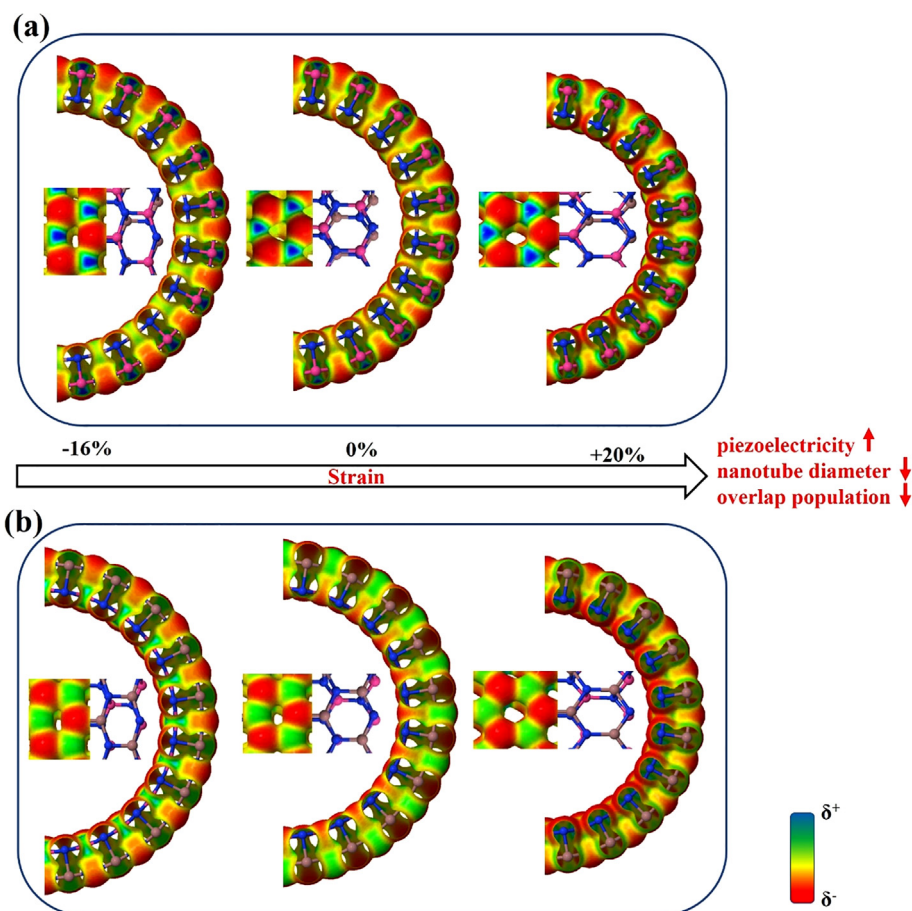 (a)
-16% 0% +20%
Strain
piezoelectricity ↑
nanotube diameter ↓
overlap population ↓
(b)
δ+
δ-